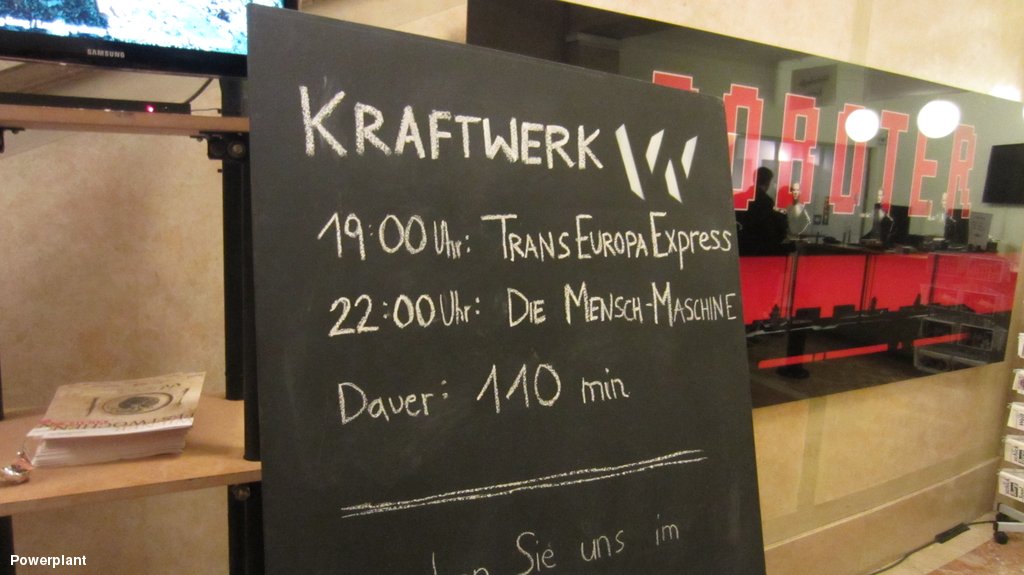 SAMSUNG
KRAFTWERK
19:00 Uhr: TRANS EUROPA EXPRESS
22:00 Uhr: DIE MENSCH-MASCHINE
Dauer: 110 min
Sie uns im
ROBOTER
Powerplant